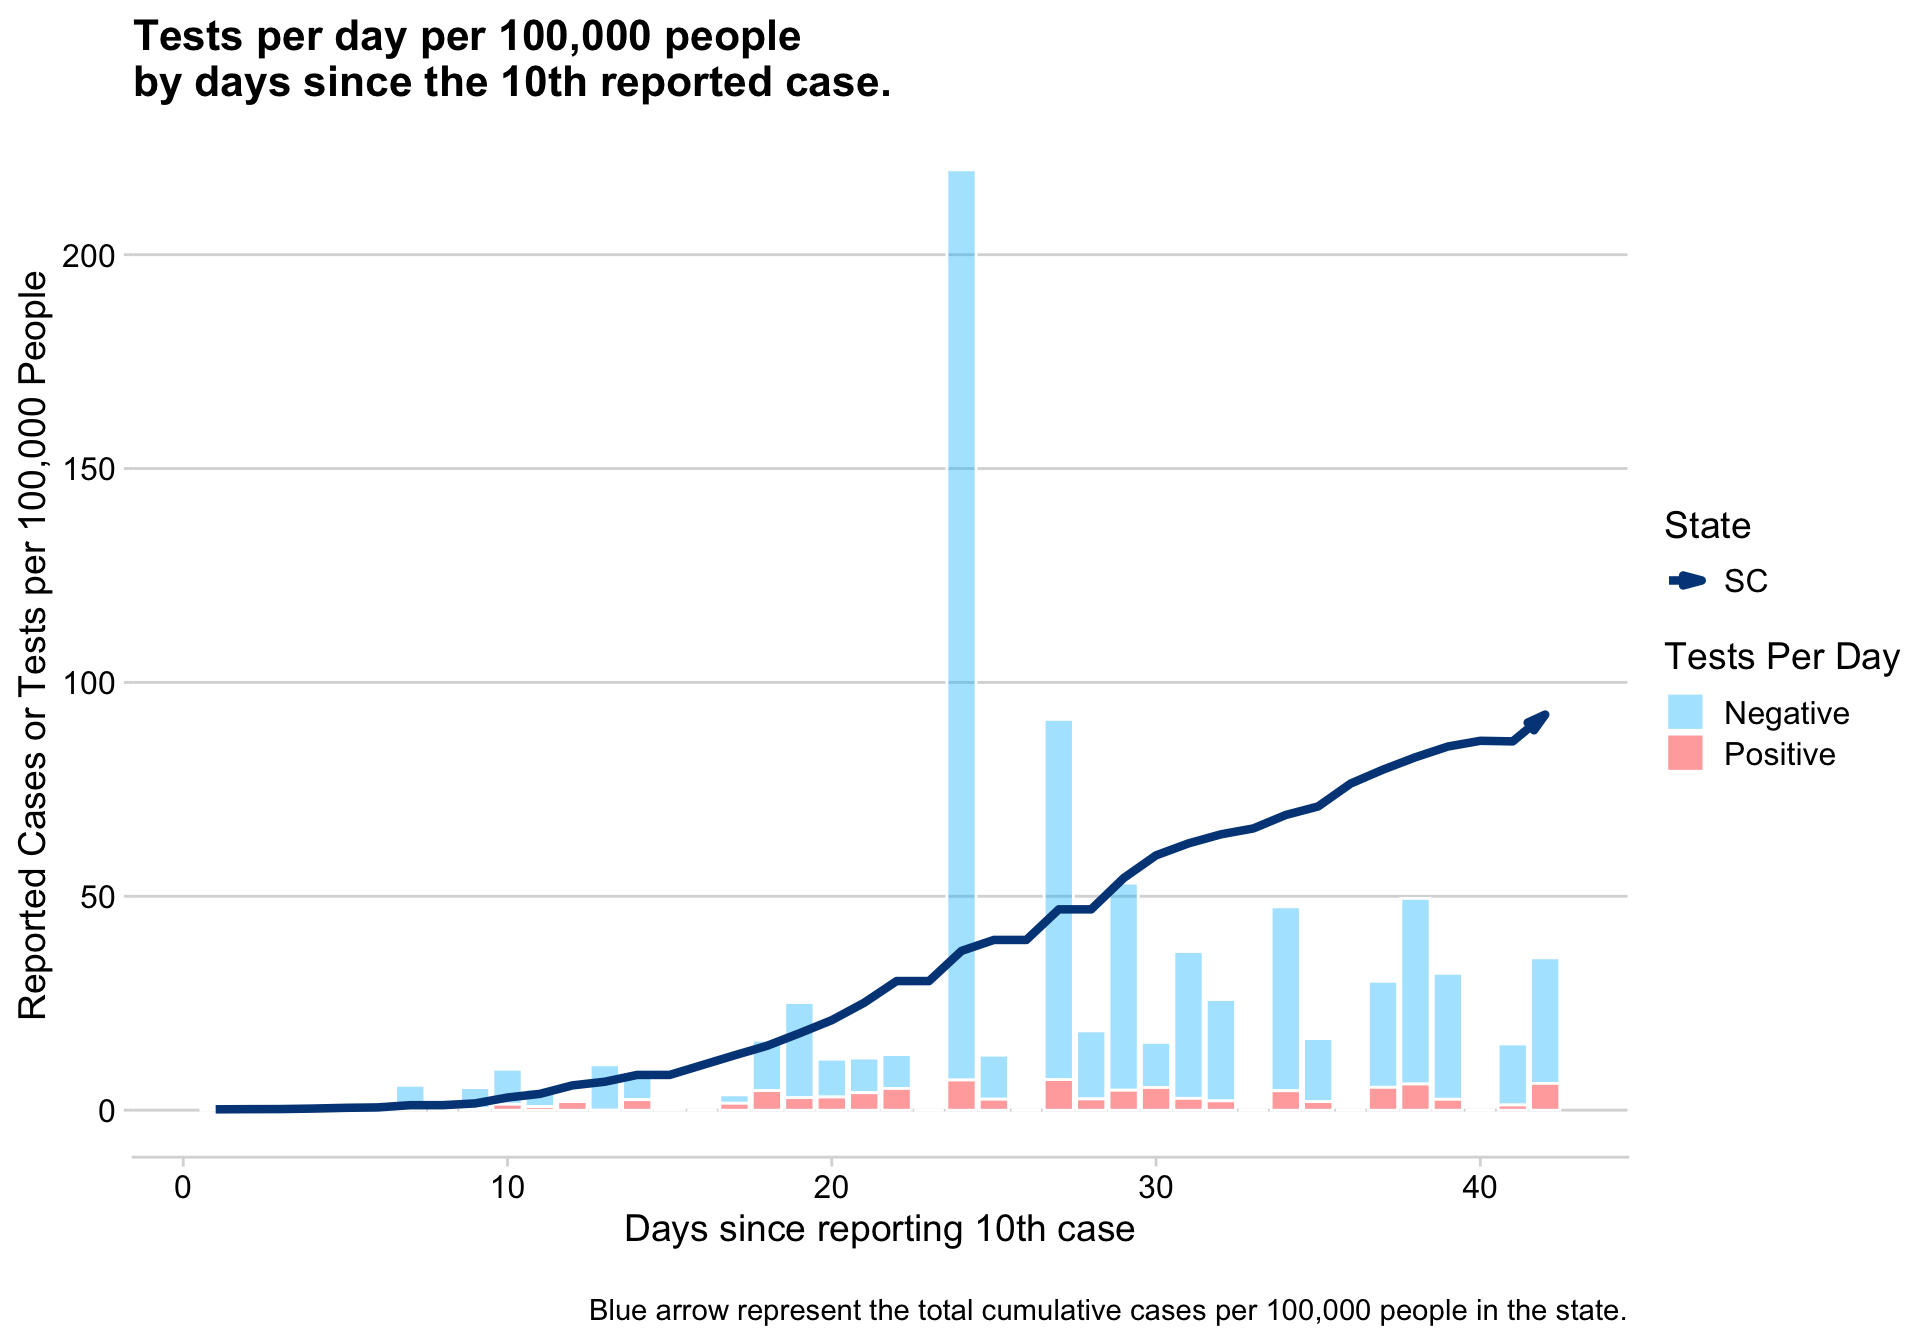 Tests per day per 100,000 people
by days since the 10th reported case.
Reported Cases or Tests per 100,000 People
200
150
100
50
0
0 10 20 30 40
Days since reporting 10th case
State
SC
Tests Per Day
Negative
Positive
Blue arrow represent the total cumulative cases per 100,000 people in the state.